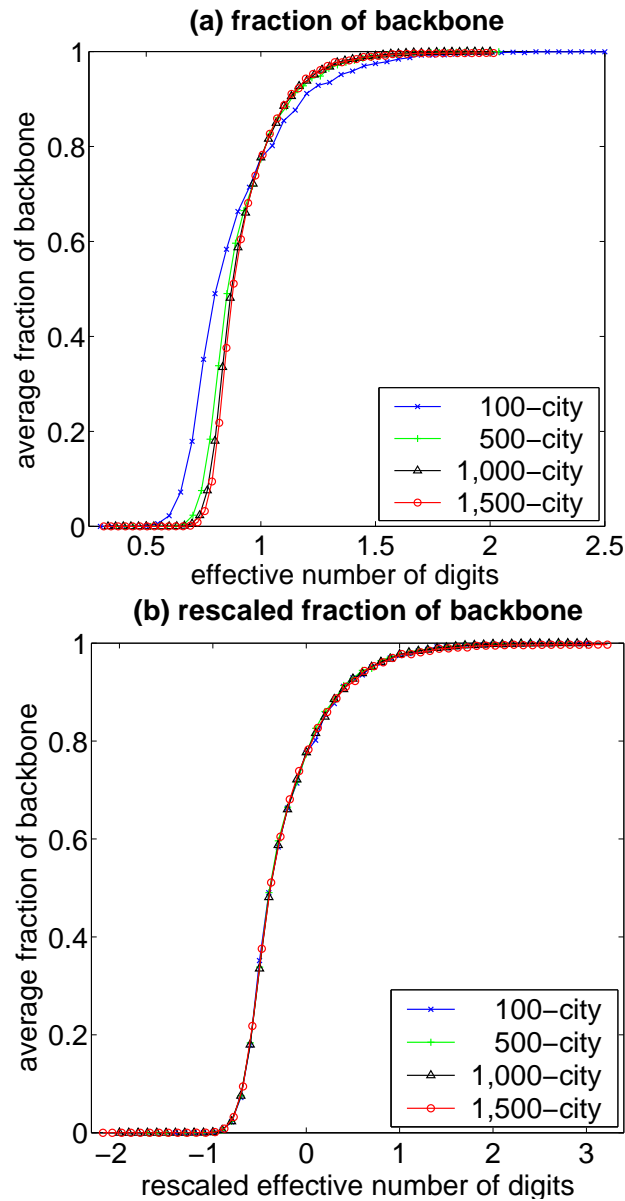 (a) fraction of backbone
1
0.8
0.6
0.4
0.2
0
average fraction of backbone
100−city
500−city
1,000−city
1,500−city
0.5 1 1.5 2 2.5
effective number of digits
(b) rescaled fraction of backbone
1
0.8
0.6
0.4
0.2
0
average fraction of backbone
100−city
500−city
1,000−city
1,500−city
−2 −1 0 1 2 3
rescaled effective number of digits